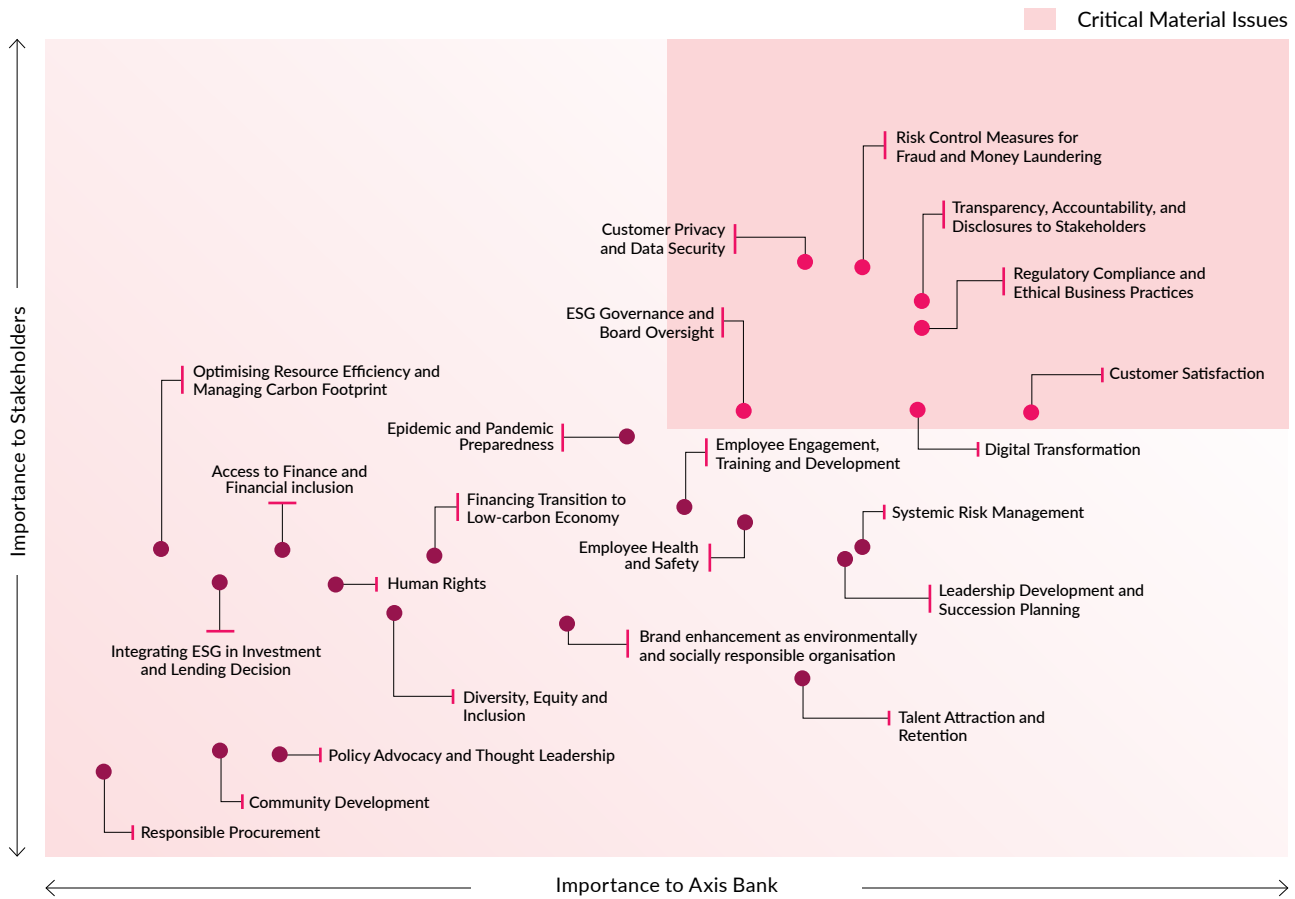 Critical Material Issues
Importance to Stakeholders
Risk Control Measures for
Fraud and Money Laundering
Transparency, Accountability, and
Disclosures to Stakeholders
Customer Privacy
and Data Security
Regulatory Compliance and
Ethical Business Practices
ESG Governance and
Board Oversight
Optimising Resource Efficiency and
Managing Carbon Footprint
Customer Satisfaction
Epidemic and Pandemic
Preparedness
Employee Engagement,
Training and Development
Digital Transformation
Access to Finance and
Financial inclusion
Financing Transition to
Low-carbon Economy
Systemic Risk Management
Employee Health
and Safety
Human Rights
Leadership Development and
Succession Planning
Integrating ESG in Investment
and Lending Decision
Brand enhancement as environmentally
and socially responsible organisation
Diversity, Equity and
Inclusion
Talent Attraction and
Retention
Policy Advocacy and Thought Leadership
Community Development
Responsible Procurement
Importance to Axis Bank